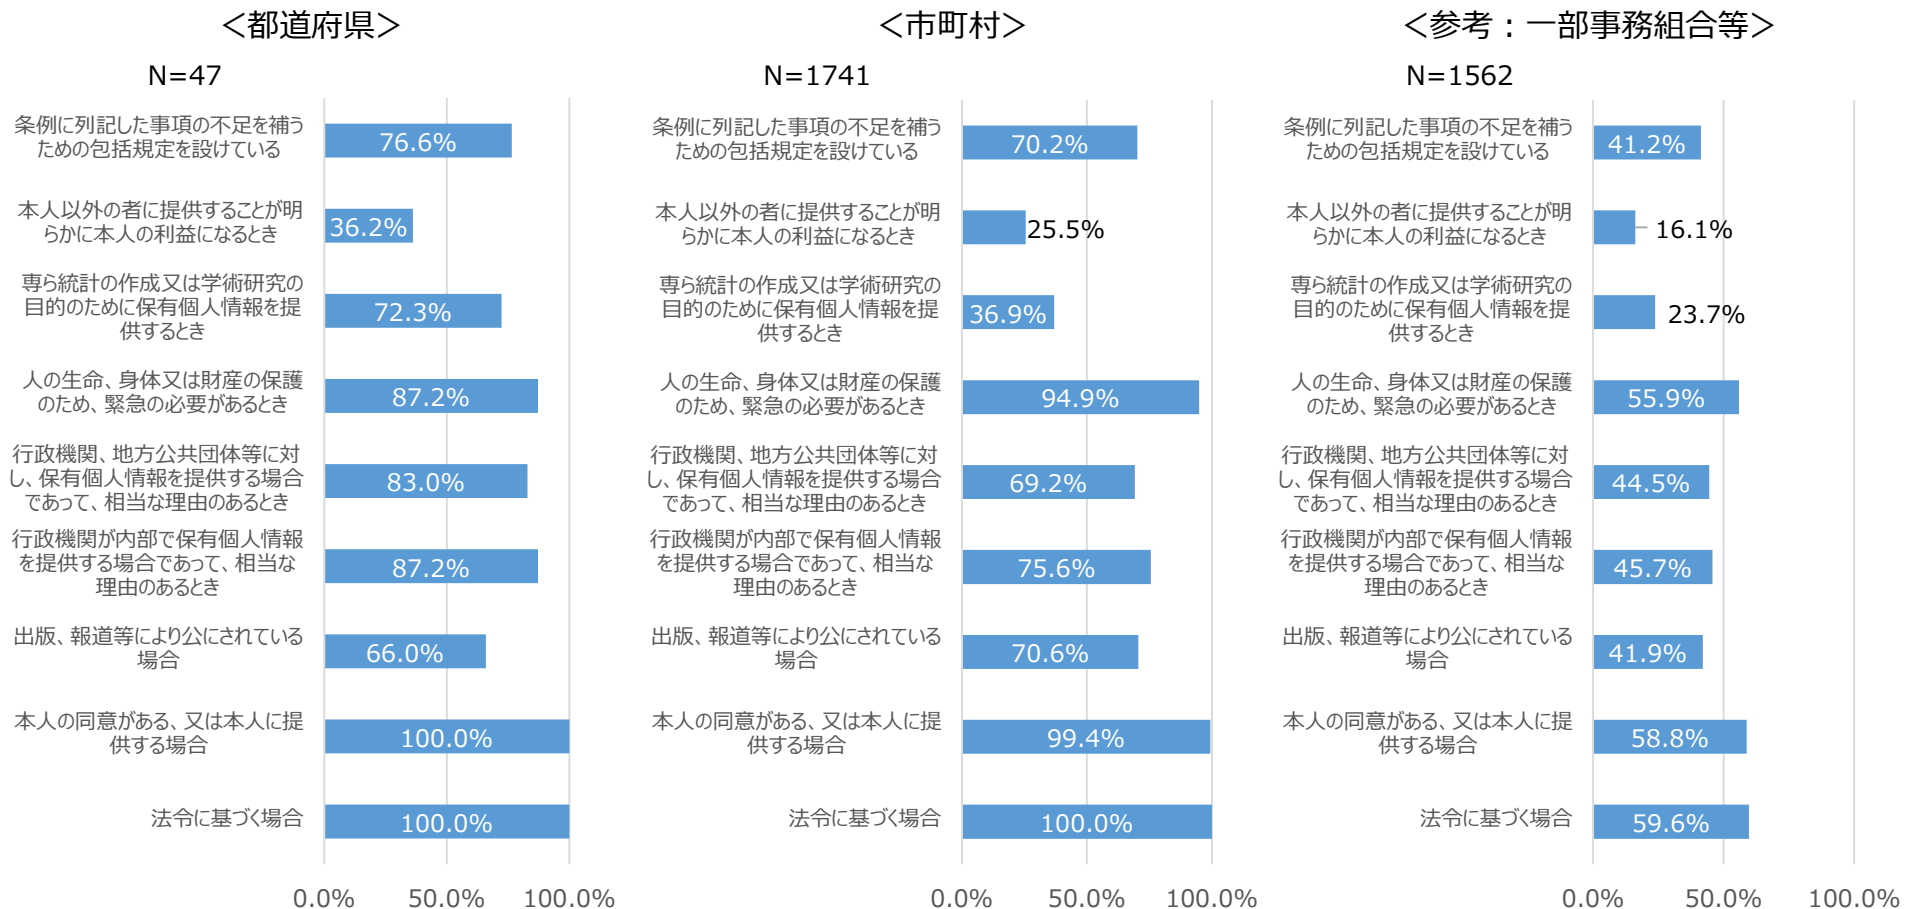 ＜都道府県＞
N=47
条例に列記した事項の不足を補う
ための包括規定を設けている
76.6%
本人以外の者に提供することが明
らかに本人の利益になるとき
36.2%
専ら統計の作成又は学術研究の
目的のために保有個人情報を提
供するとき
72.3%
人の生命、身体又は財産の保護
のため、緊急の必要があるとき
87.2%
行政機関、地方公共団体等に対
し、保有個人情報を提供する場合
であって、相当な理由のあるとき
83.0%
行政機関が内部で保有個人情報
を提供する場合であって、相当な
理由のあるとき
87.2%
出版、報道等により公にされている
場合
66.0%
本人の同意がある、又は本人に提
供する場合
100.0%
法令に基づく場合
100.0%
0.0% 50.0% 100.0%
＜市町村＞
N=1741
条例に列記した事項の不足を補う
ための包括規定を設けている
70.2%
本人以外の者に提供することが明
らかに本人の利益になるとき
25.5%
専ら統計の作成又は学術研究の
目的のために保有個人情報を提
供するとき
36.9%
人の生命、身体又は財産の保護
のため、緊急の必要があるとき
94.9%
行政機関、地方公共団体等に対
し、保有個人情報を提供する場合
であって、相当な理由のあるとき
69.2%
行政機関が内部で保有個人情報
を提供する場合であって、相当な
理由のあるとき
75.6%
出版、報道等により公にされている
場合
70.6%
本人の同意がある、又は本人に提
供する場合
99.4%
法令に基づく場合
100.0%
0.0% 50.0% 100.0%
＜参考：一部事務組合等＞
N=1562
条例に列記した事項の不足を補う
ための包括規定を設けている
41.2%
本人以外の者に提供することが明
らかに本人の利益になるとき
16.1%
専ら統計の作成又は学術研究の
目的のために保有個人情報を提
供するとき
23.7%
人の生命、身体又は財産の保護
のため、緊急の必要があるとき
55.9%
行政機関、地方公共団体等に対
し、保有個人情報を提供する場合
であって、相当な理由のあるとき
44.5%
行政機関が内部で保有個人情報
を提供する場合であって、相当な
理由のあるとき
45.7%
出版、報道等により公にされている
場合
41.9%
本人の同意がある、又は本人に提
供する場合
58.8%
法令に基づく場合
59.6%
0.0% 50.0% 100.0%